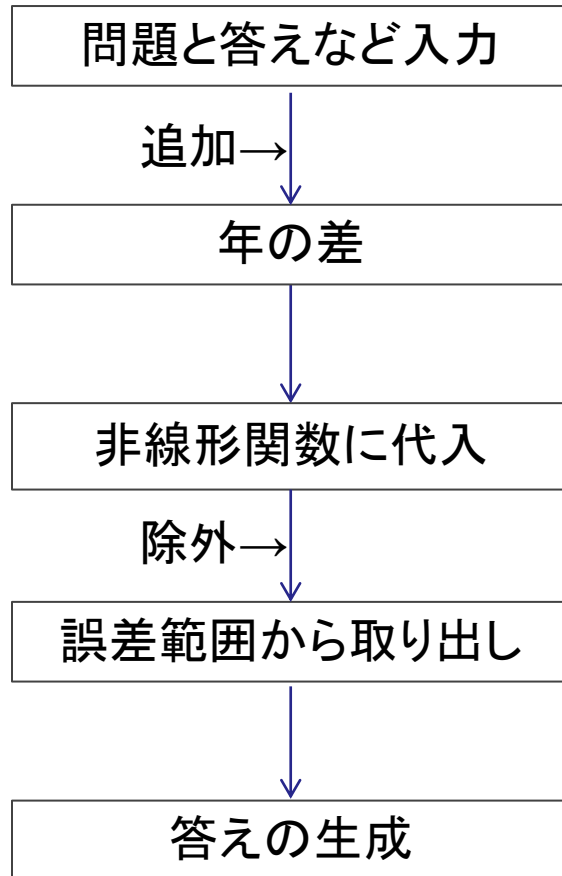 問題と答えなど入力
追加→
年の差
非線形関数に代入
除外→
誤差範囲から取り出し
答えの生成